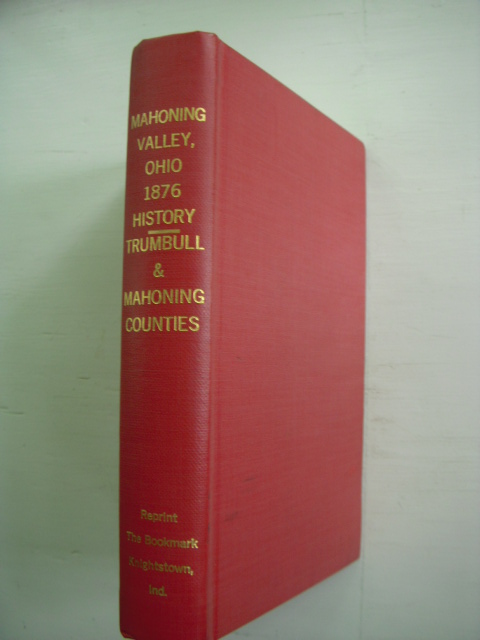 MAHONING
VALLEY,
OHIO
1876
HISTORY
TRUMBULL
&
MAHONING
COUNTIES
Reprint
The Bookmark
Knightstown,
Ind.